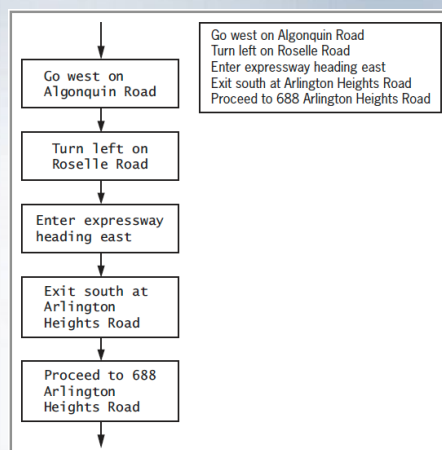 Go west on
Algonquin Road
Turn left on
Roselle Road
Enter expressway
heading east
Exit south at
Arlington
Heights Road
Proceed to 688
Arlington
Heights Road
Go west on Algonquin Road
Turn left on Roselle Road
Enter expressway heading east
Exit south at Arlington Heights Road
Proceed to 688 Arlington Heights Road